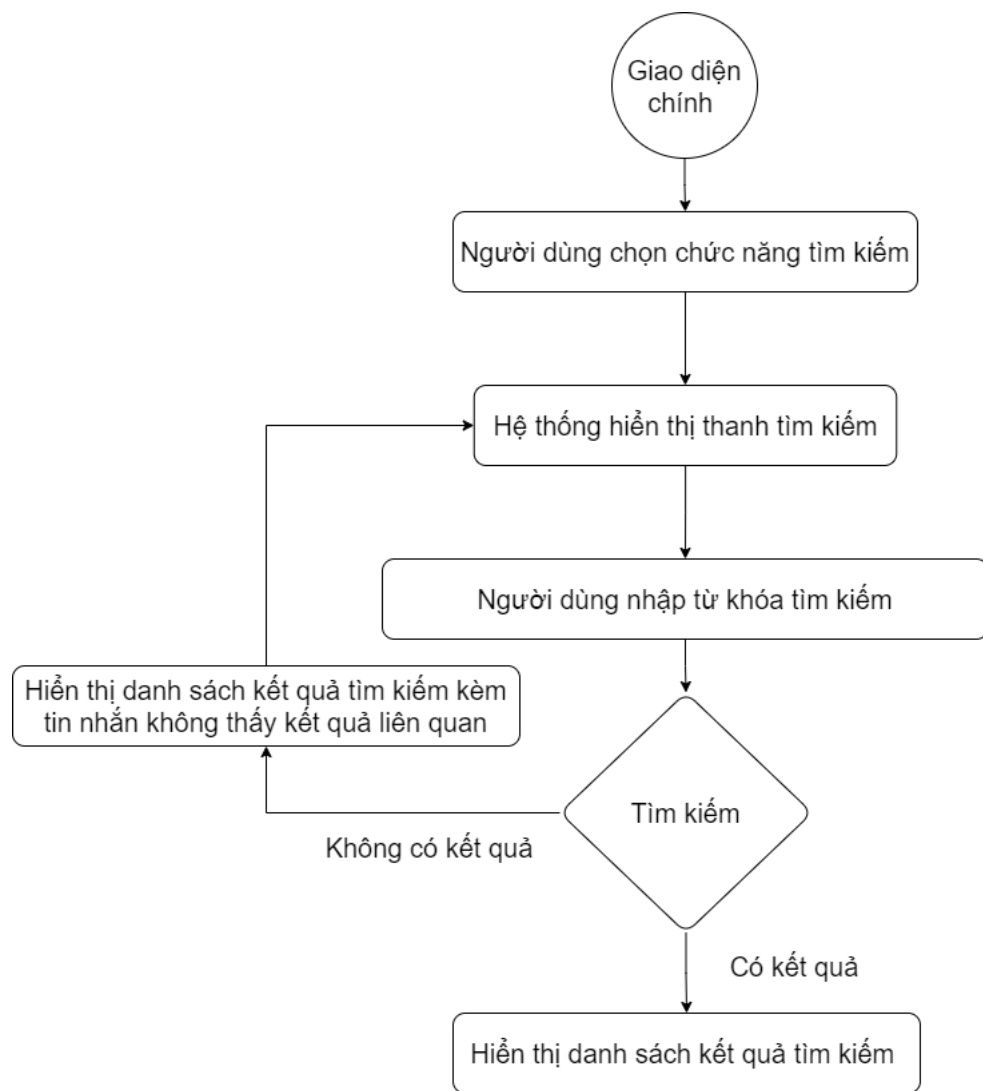 Giao diện
chính
Người dùng chọn chức năng tìm kiếm
Hệ thống hiển thị thanh tìm kiếm
Người dùng nhập từ khóa tìm kiếm
Hiển thị danh sách kết quả tìm kiếm kèm
tin nhắn không thấy kết quả liên quan
Tìm kiếm
Không có kết quả
Có kết quả
Hiển thị danh sách kết quả tìm kiếm